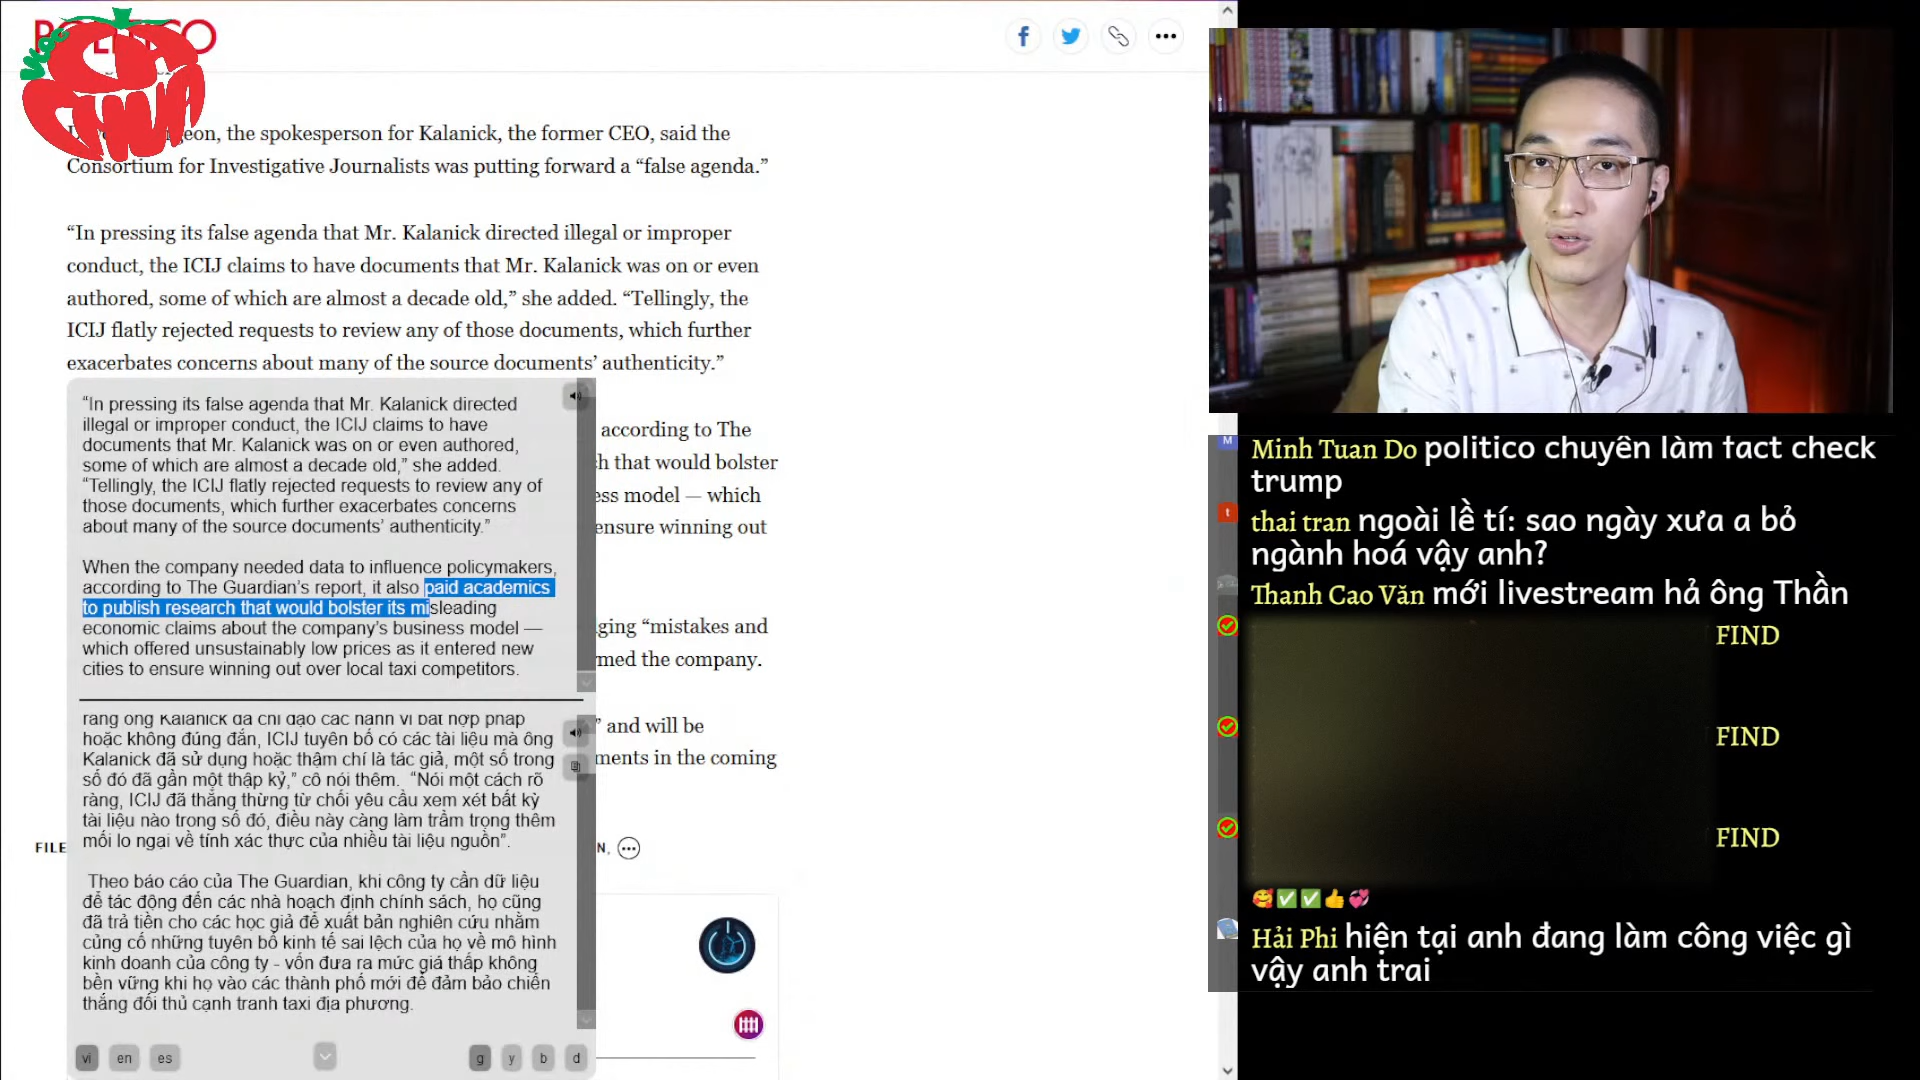 POLITICO
CÀ CHUA
the spokesperson for Kalanick, the former CEO, said the
Consortium for Investigative Journalists was putting forward a “false agenda.”
“In pressing its false agenda that Mr. Kalanick directed illegal or improper
conduct, the ICIJ claims to have documents that Mr. Kalanick was on or even
authored, some of which are almost a decade old,” she added. “Tellingly, the
ICIJ flatly rejected requests to review any of those documents, which further
exacerbates concerns about many of the source documents’ authenticity.”
according to The
that would bolster
model — which
ensure winning out
“mistakes and
the company.
and will be
in the coming
FILE
N,
“In pressing its false agenda that Mr. Kalanick directed
illegal or improper conduct, the ICIJ claims to have
documents that Mr. Kalanick was on or even authored,
some of which are almost a decade old,” she added.
“Tellingly, the ICIJ flatly rejected requests to review any of
those documents, which further exacerbates concerns
about many of the source documents’ authenticity.”
When the company needed data to influence policymakers,
according to The Guardian’s report, it also paid academics
to publish research that would bolster its misleading
economic claims about the company’s business model —
which offered unsustainably low prices as it entered new
cities to ensure winning out over local taxi competitors.
rằng ông Kalanick đã chỉ đạo các hành vi bất hợp pháp
hoặc không đúng đắn, ICIJ tuyên bố có các tài liệu mà ông
Kalanick đã sử dụng hoặc thậm chí là tác giả, một số trong
số đó đã gần một thập kỷ,” cô nói thêm. “Nói một cách rõ
ràng, ICIJ đã thẳng thừng từ chối yêu cầu xem xét bất kỳ
tài liệu nào trong số đó, điều này càng làm trầm trọng thêm
mối lo ngại về tính xác thực của nhiều tài liệu nguồn”.
Theo báo cáo của The Guardian, khi công ty cần dữ liệu
để tác động đến các nhà hoạch định chính sách, họ cũng
đã trả tiền cho các học giả để xuất bản nghiên cứu nhằm
củng cố những tuyên bố kinh tế sai lệch của họ về mô hình
kinh doanh của công ty - vốn đưa ra mức giá thấp không
bền vững khi họ vào các thành phố mới để đảm bảo chiến
thắng đối thủ cạnh tranh taxi địa phương.
vi en es g y b d
M
Minh Tuan Do politico chuyên làm fact check
trump
t
thai tran ngoài lề tí: sao ngày xưa a bỏ
ngành hoá vậy anh?
Thanh Cao Văn mới livestream hả ông Thần
FIND
FIND
FIND
Hải Phi hiện tại anh đang làm công việc gì
vậy anh trai